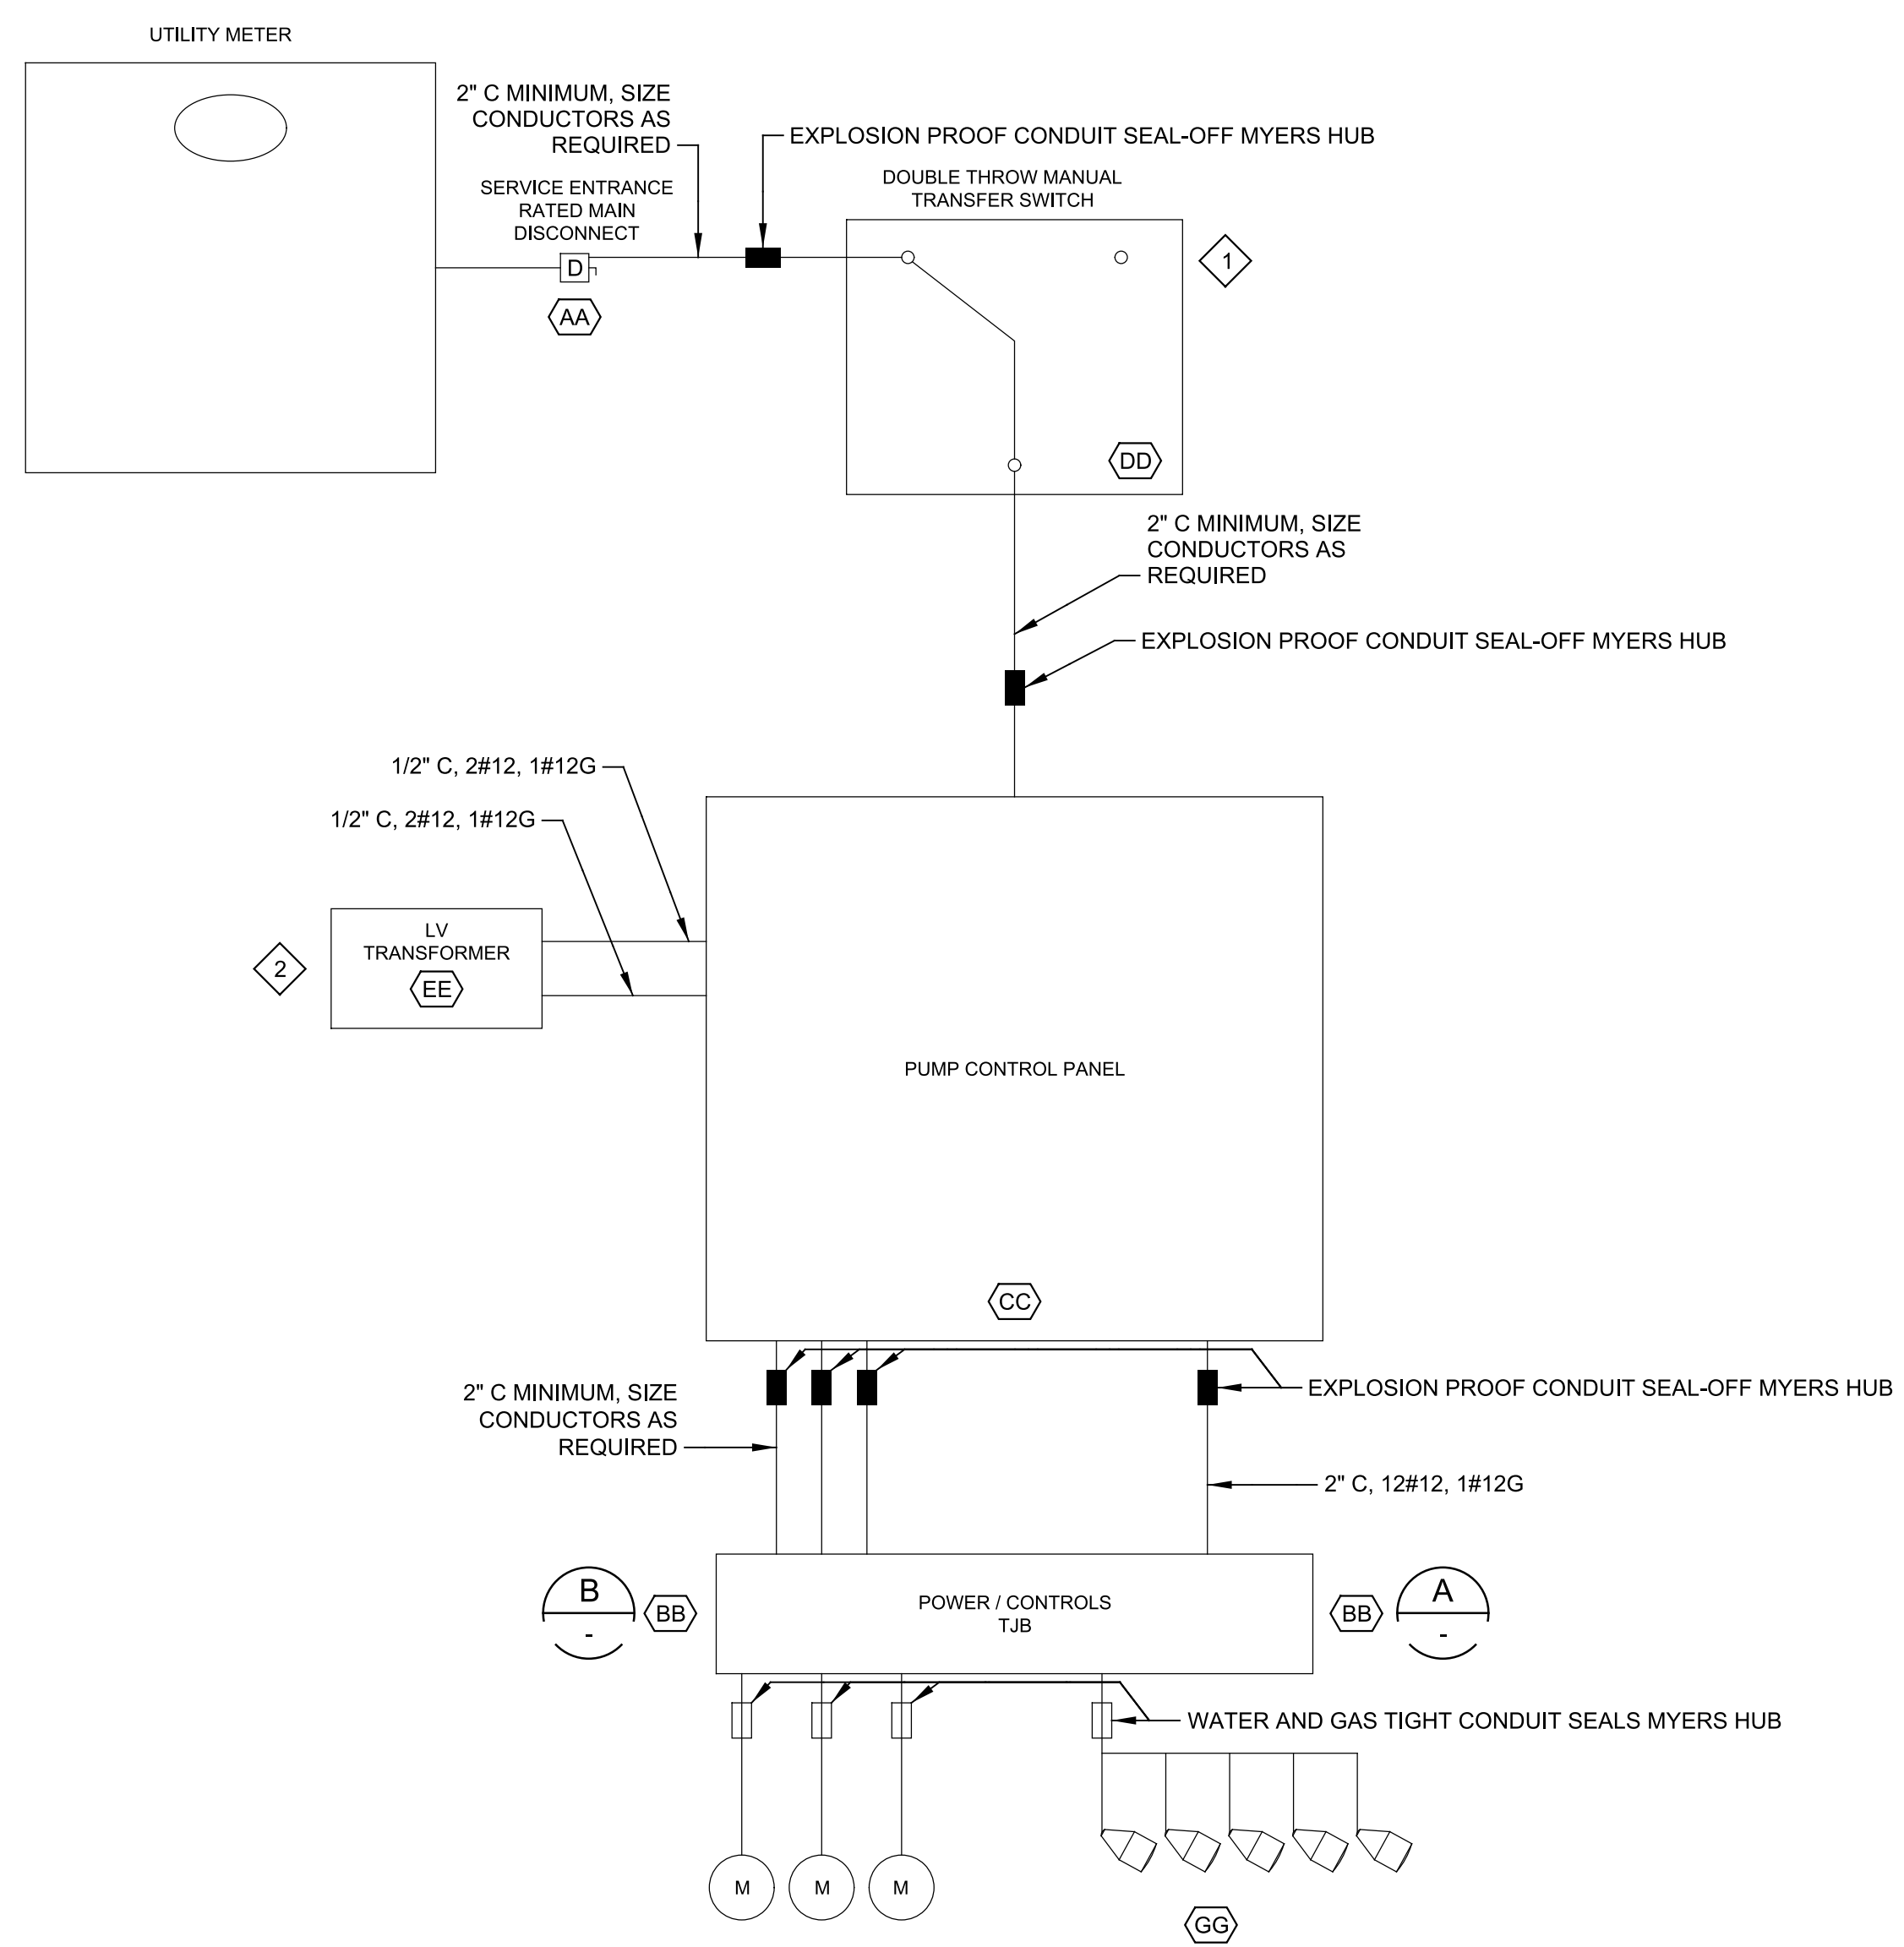 UTILITY METER
2" C MINIMUM, SIZE
CONDUCTORS AS
REQUIRED
EXPLOSION PROOF CONDUIT SEAL-OFF MYERS HUB
SERVICE ENTRANCE
RATED MAIN
DISCONNECT
DOUBLE THROW MANUAL
TRANSFER SWITCH
D
AA
1
DD
2" C MINIMUM, SIZE
CONDUCTORS AS
REQUIRED
EXPLOSION PROOF CONDUIT SEAL-OFF MYERS HUB
1/2" C, 2#12, 1#12G
1/2" C, 2#12, 1#12G
LV
TRANSFORMER
EE
2
PUMP CONTROL PANEL
CC
2" C MINIMUM, SIZE
CONDUCTORS AS
REQUIRED
EXPLOSION PROOF CONDUIT SEAL-OFF MYERS HUB
2" C, 12#12, 1#12G
B
-
BB
POWER / CONTROLS
TJB
BB
A
-
WATER AND GAS TIGHT CONDUIT SEALS MYERS HUB
M
M
M
GG